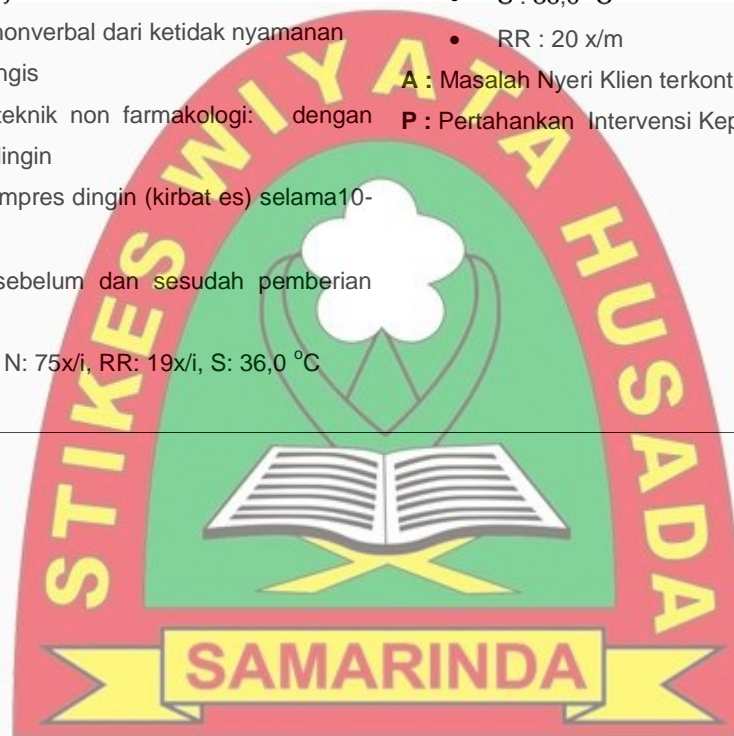 nonverbal dari ketidak nyamanan
ngis
teknik non farmakologi: dengan
dingin
mpres dingin (kirbat es) selama10-
sebelum dan sesudah pemberian
N: 75x/i, RR: 19x/i, S: 36,0 °C
• RR : 20 x/m
A : Masalah Nyeri Klien terkont
P : Pertahankan Intervensi Kep
STIKES WIYATA HUSADA
SAMARINDA